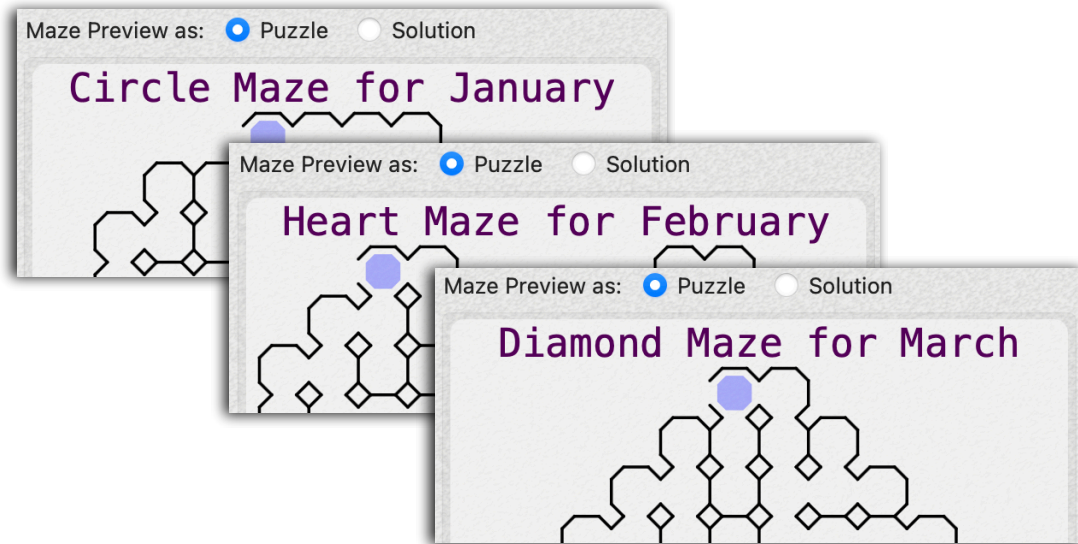 Maze Preview as: Puzzle Solution
Circle Maze for January
Maze Preview as: Puzzle Solution
Heart Maze for February
Maze Preview as: Puzzle Solution
Diamond Maze for March